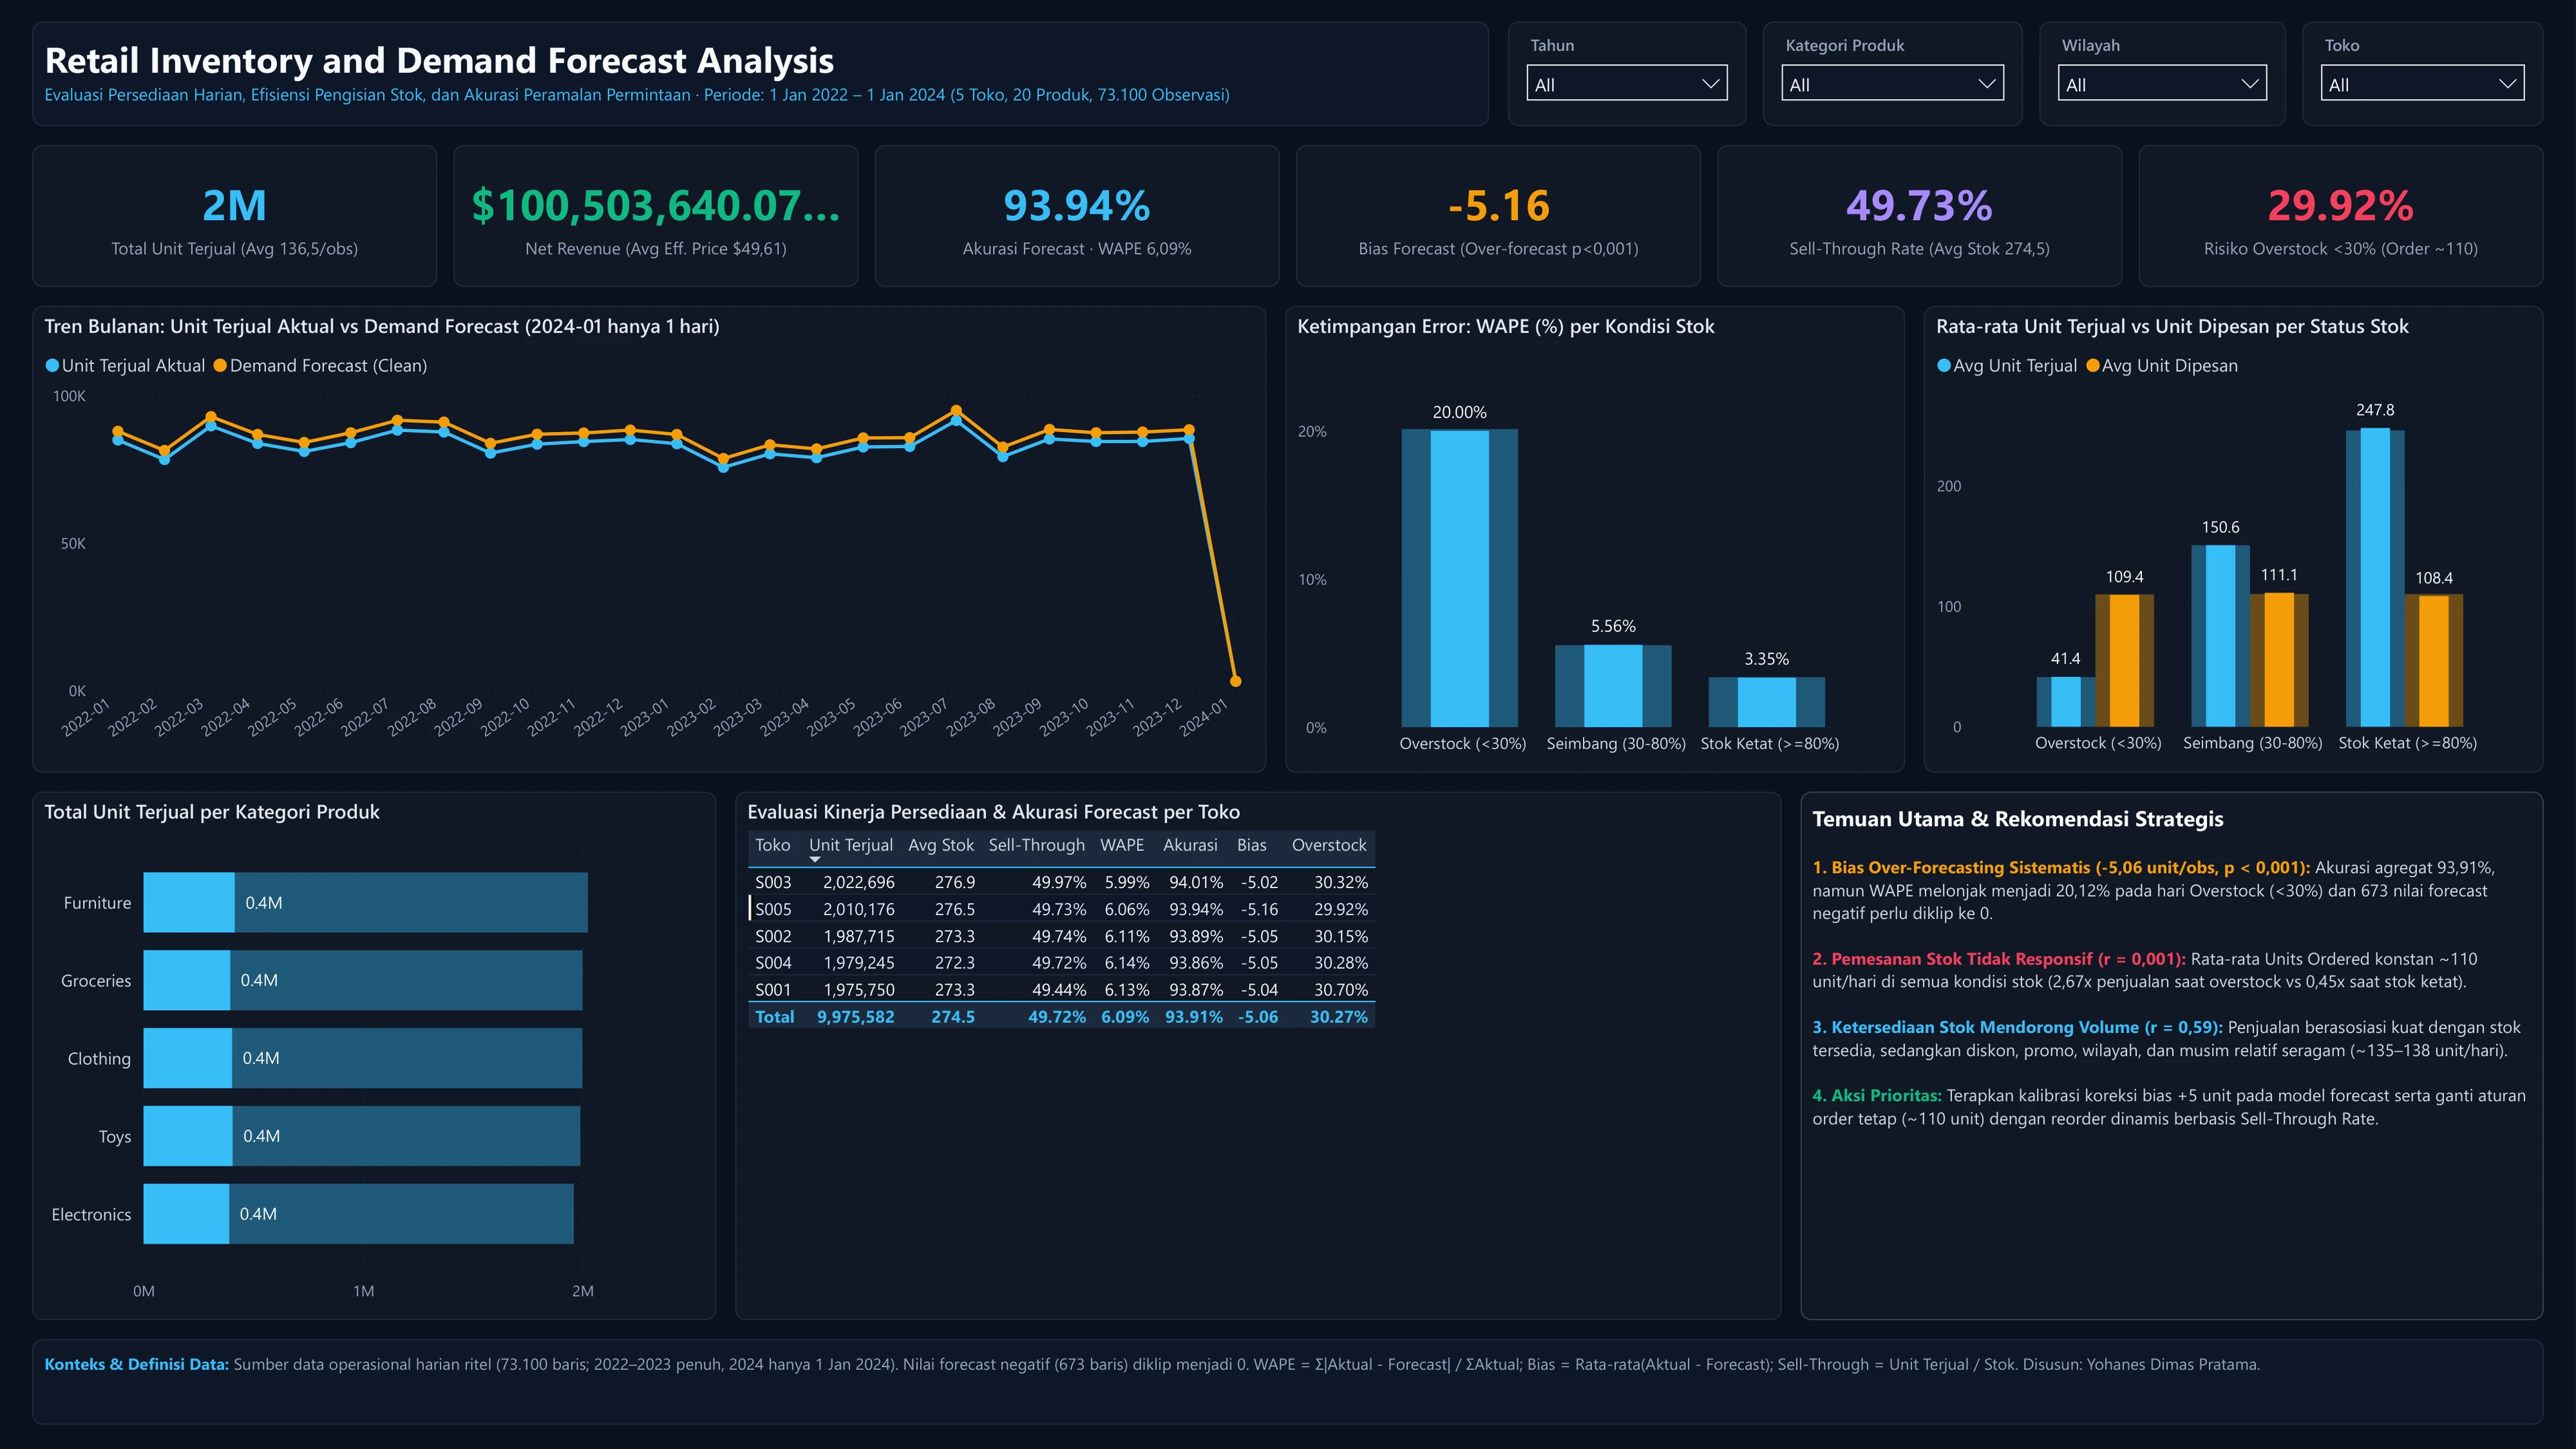 Retail Inventory and Demand Forecast Analysis
Evaluasi Persediaan Harian, Efisiensi Pengisian Stok, dan Akurasi Peramalan Permintaan · Periode: 1 Jan 2022 – 1 Jan 2024 (5 Toko, 20 Produk, 73.100 Observasi)
Tahun
All
Kategori Produk
All
Wilayah
All
Toko
All
2M
Total Unit Terjual (Avg 136,5/obs)
$100,503,640.07...
Net Revenue (Avg Eff. Price $49,61)
93.94%
Akurasi Forecast · WAPE 6,09%
-5.16
Bias Forecast (Over-forecast p<0,001)
49.73%
Sell-Through Rate (Avg Stok 274,5)
29.92%
Risiko Overstock <30% (Order ~110)
Tren Bulanan: Unit Terjual Aktual vs Demand Forecast (2024-01 hanya 1 hari)
Unit Terjual Aktual Demand Forecast (Clean)
100K
50K
0K
2022-01 2022-02 2022-03 2022-04 2022-05 2022-06 2022-07 2022-08 2022-09 2022-10 2022-11 2022-12 2023-01 2023-02 2023-03 2023-04 2023-05 2023-06 2023-07 2023-08 2023-09 2023-10 2023-11 2023-12 2024-01
Ketimpangan Error: WAPE (%) per Kondisi Stok
20%
10%
0%
20.00%
5.56%
3.35%
Overstock (<30%) Seimbang (30-80%) Stok Ketat (>=80%)
Rata-rata Unit Terjual vs Unit Dipesan per Status Stok
Avg Unit Terjual Avg Unit Dipesan
200
100
0
41.4 109.4
150.6 111.1
247.8 108.4
Overstock (<30%) Seimbang (30-80%) Stok Ketat (>=80%)
Total Unit Terjual per Kategori Produk
Furniture 0.4M
Groceries 0.4M
Clothing 0.4M
Toys 0.4M
Electronics 0.4M
0M 1M 2M
Evaluasi Kinerja Persediaan & Akurasi Forecast per Toko
Toko Unit Terjual Avg Stok Sell-Through WAPE Akurasi Bias Overstock
S003 2,022,696 276.9 49.97% 5.99% 94.01% -5.02 30.32%
S005 2,010,176 276.5 49.73% 6.06% 93.94% -5.16 29.92%
S002 1,987,715 273.3 49.74% 6.11% 93.89% -5.05 30.15%
S004 1,979,245 272.3 49.72% 6.14% 93.86% -5.05 30.28%
S001 1,975,750 273.3 49.44% 6.13% 93.87% -5.04 30.70%
Total 9,975,582 274.5 49.72% 6.09% 93.91% -5.06 30.27%
Temuan Utama & Rekomendasi Strategis
1. Bias Over-Forecasting Sistematis (-5,06 unit/obs, p < 0,001): Akurasi agregat 93,91%,
namun WAPE melonjak menjadi 20,12% pada hari Overstock (<30%) dan 673 nilai forecast
negatif perlu diklip ke 0.
2. Pemesanan Stok Tidak Responsif (r = 0,001): Rata-rata Units Ordered konstan ~110
unit/hari di semua kondisi stok (2,67x penjualan saat overstock vs 0,45x saat stok ketat).
3. Ketersediaan Stok Mendorong Volume (r = 0,59): Penjualan berasosiasi kuat dengan stok
tersedia, sedangkan diskon, promo, wilayah, dan musim relatif seragam (~135–138 unit/hari).
4. Aksi Prioritas: Terapkan kalibrasi koreksi bias +5 unit pada model forecast serta ganti aturan
order tetap (~110 unit) dengan reorder dinamis berbasis Sell-Through Rate.
Konteks & Definisi Data: Sumber data operasional harian ritel (73.100 baris; 2022–2023 penuh, 2024 hanya 1 Jan 2024). Nilai forecast negatif (673 baris) diklip menjadi 0. WAPE = Σ|Aktual - Forecast| / ΣAktual; Bias = Rata-rata(Aktual - Forecast); Sell-Through = Unit Terjual / Stok. Disusun: Yohanes Dimas Pratama.